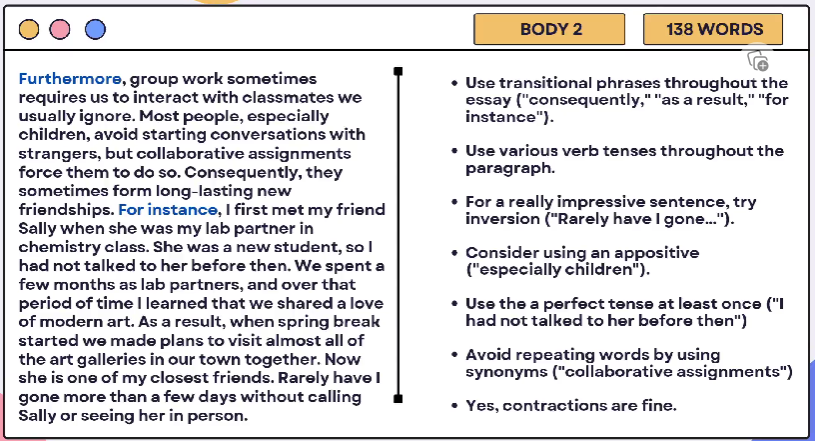 BODY 2
138 WORDS
Furthermore, group work sometimes
requires us to interact with classmates we
usually ignore. Most people, especially
children, avoid starting conversations with
strangers, but collaborative assignments
force them to do so. Consequently, they
sometimes form long-lasting new
friendships. For instance, I first met my friend
Sally when she was my lab partner in
chemistry class. She was a new student, so I
had not talked to her before then. We spent a
few months as lab partners, and over that
period of time I learned that we shared a love
of modern art. As a result, when spring break
started we made plans to visit almost all of
the art galleries in our town together. Now
she is one of my closest friends. Rarely have I
gone more than a few days without calling
Sally or seeing her in person.
• Use transitional phrases throughout the
essay ("consequently," "as a result," "for
instance").
• Use various verb tenses throughout the
paragraph.
• For a really impressive sentence, try
inversion ("Rarely have I gone...").
• Consider using an appositive
("especially children").
• Use the a perfect tense at least once ("I
had not talked to her before then")
• Avoid repeating words by using
synonyms ("collaborative assignments")
• Yes, contractions are fine.